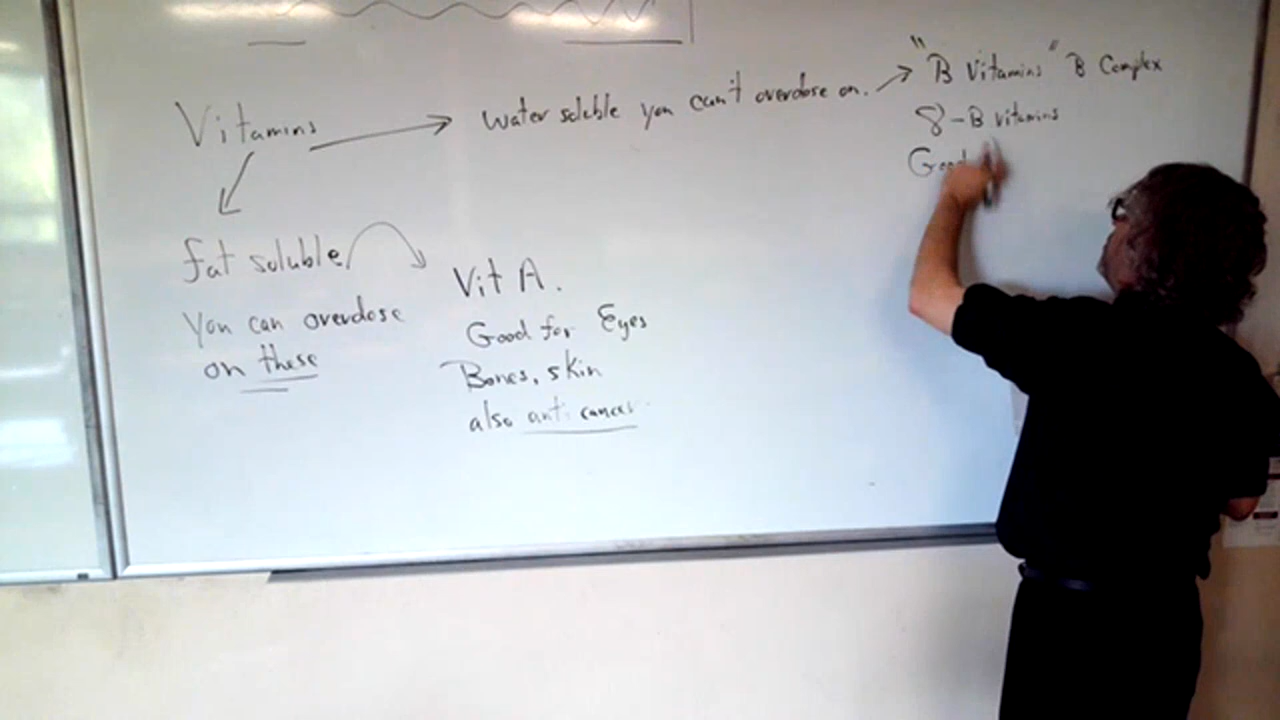 Vitamins
Water soluble you can't overdose on.
"B Vitamins" B Complex
8-B vitamins
Good
fat soluble
You can overdose
on these
Vit A.
Good for Eyes
Bones, skin
also anti cancer